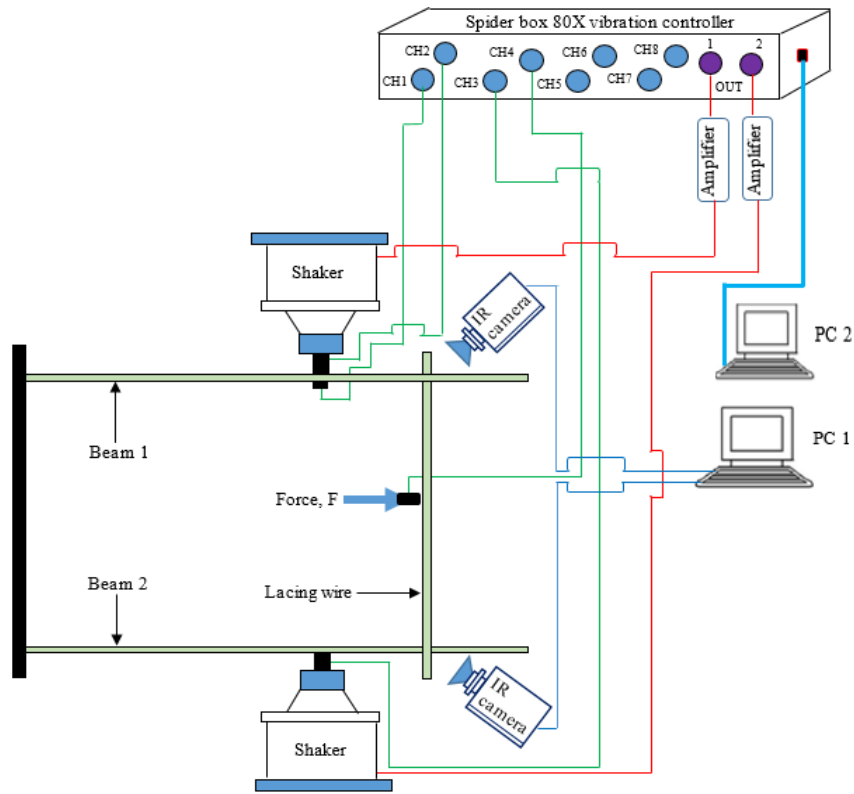 Spider box 80X vibration controller
CH1
CH2
CH3
CH4
CH5
CH6
CH7
CH8
1
2
OUT
Amplifier
Amplifier
Shaker
IR
camera
PC 2
PC 1
Beam 1
Force, F
Beam 2
Lacing wire
IR
camera
Shaker